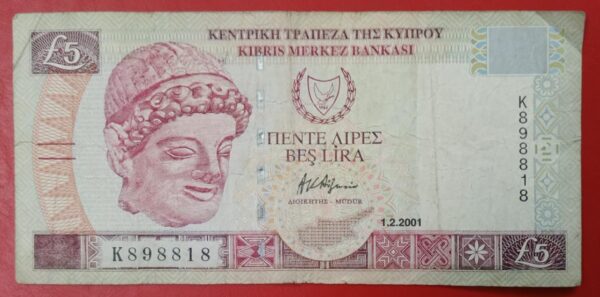 ΚΕΝΤΡΙΚΗ ΤΡΑΠΕΖΑ ΤΗΣ ΚΥΠΡΟΥ
KIBRIS MERKEZ BANKASI
£5
K898818
ΠΕΝΤΕ ΛΙΡΕΣ
BEŞ LİRA
ΔΙΟΙΚΗΤΗΣ - MÜDÜR
1.2.2001
K898818
£5